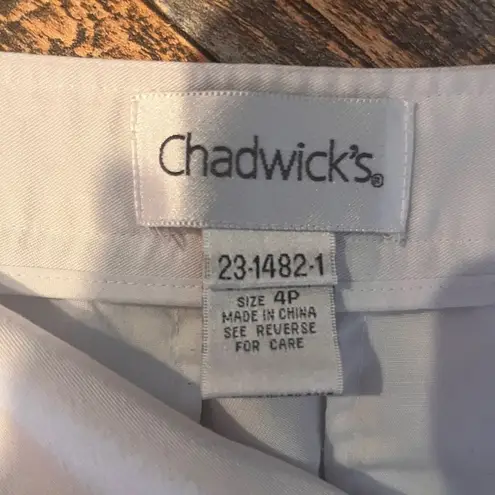 Chadwick's®
23-1482-1
SIZE 4P
MADE IN CHINA
SEE REVERSE
FOR CARE